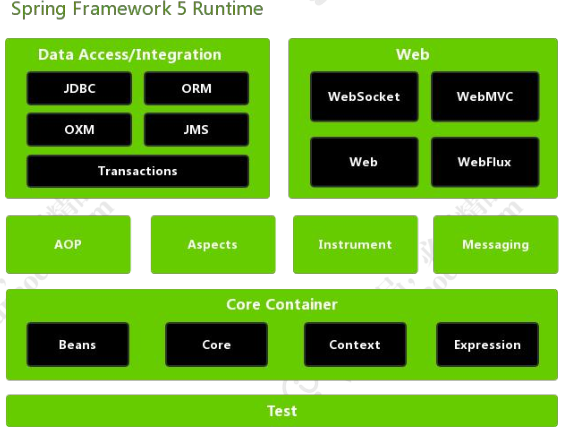 Spring Framework 5 Runtime
Data Access/Integration
JDBC ORM
OXM JMS
Transactions
Web
WebSocket WebMVC
Web WebFlux
AOP Aspects Instrument Messaging
Core Container
Beans Core Context Expression
Test